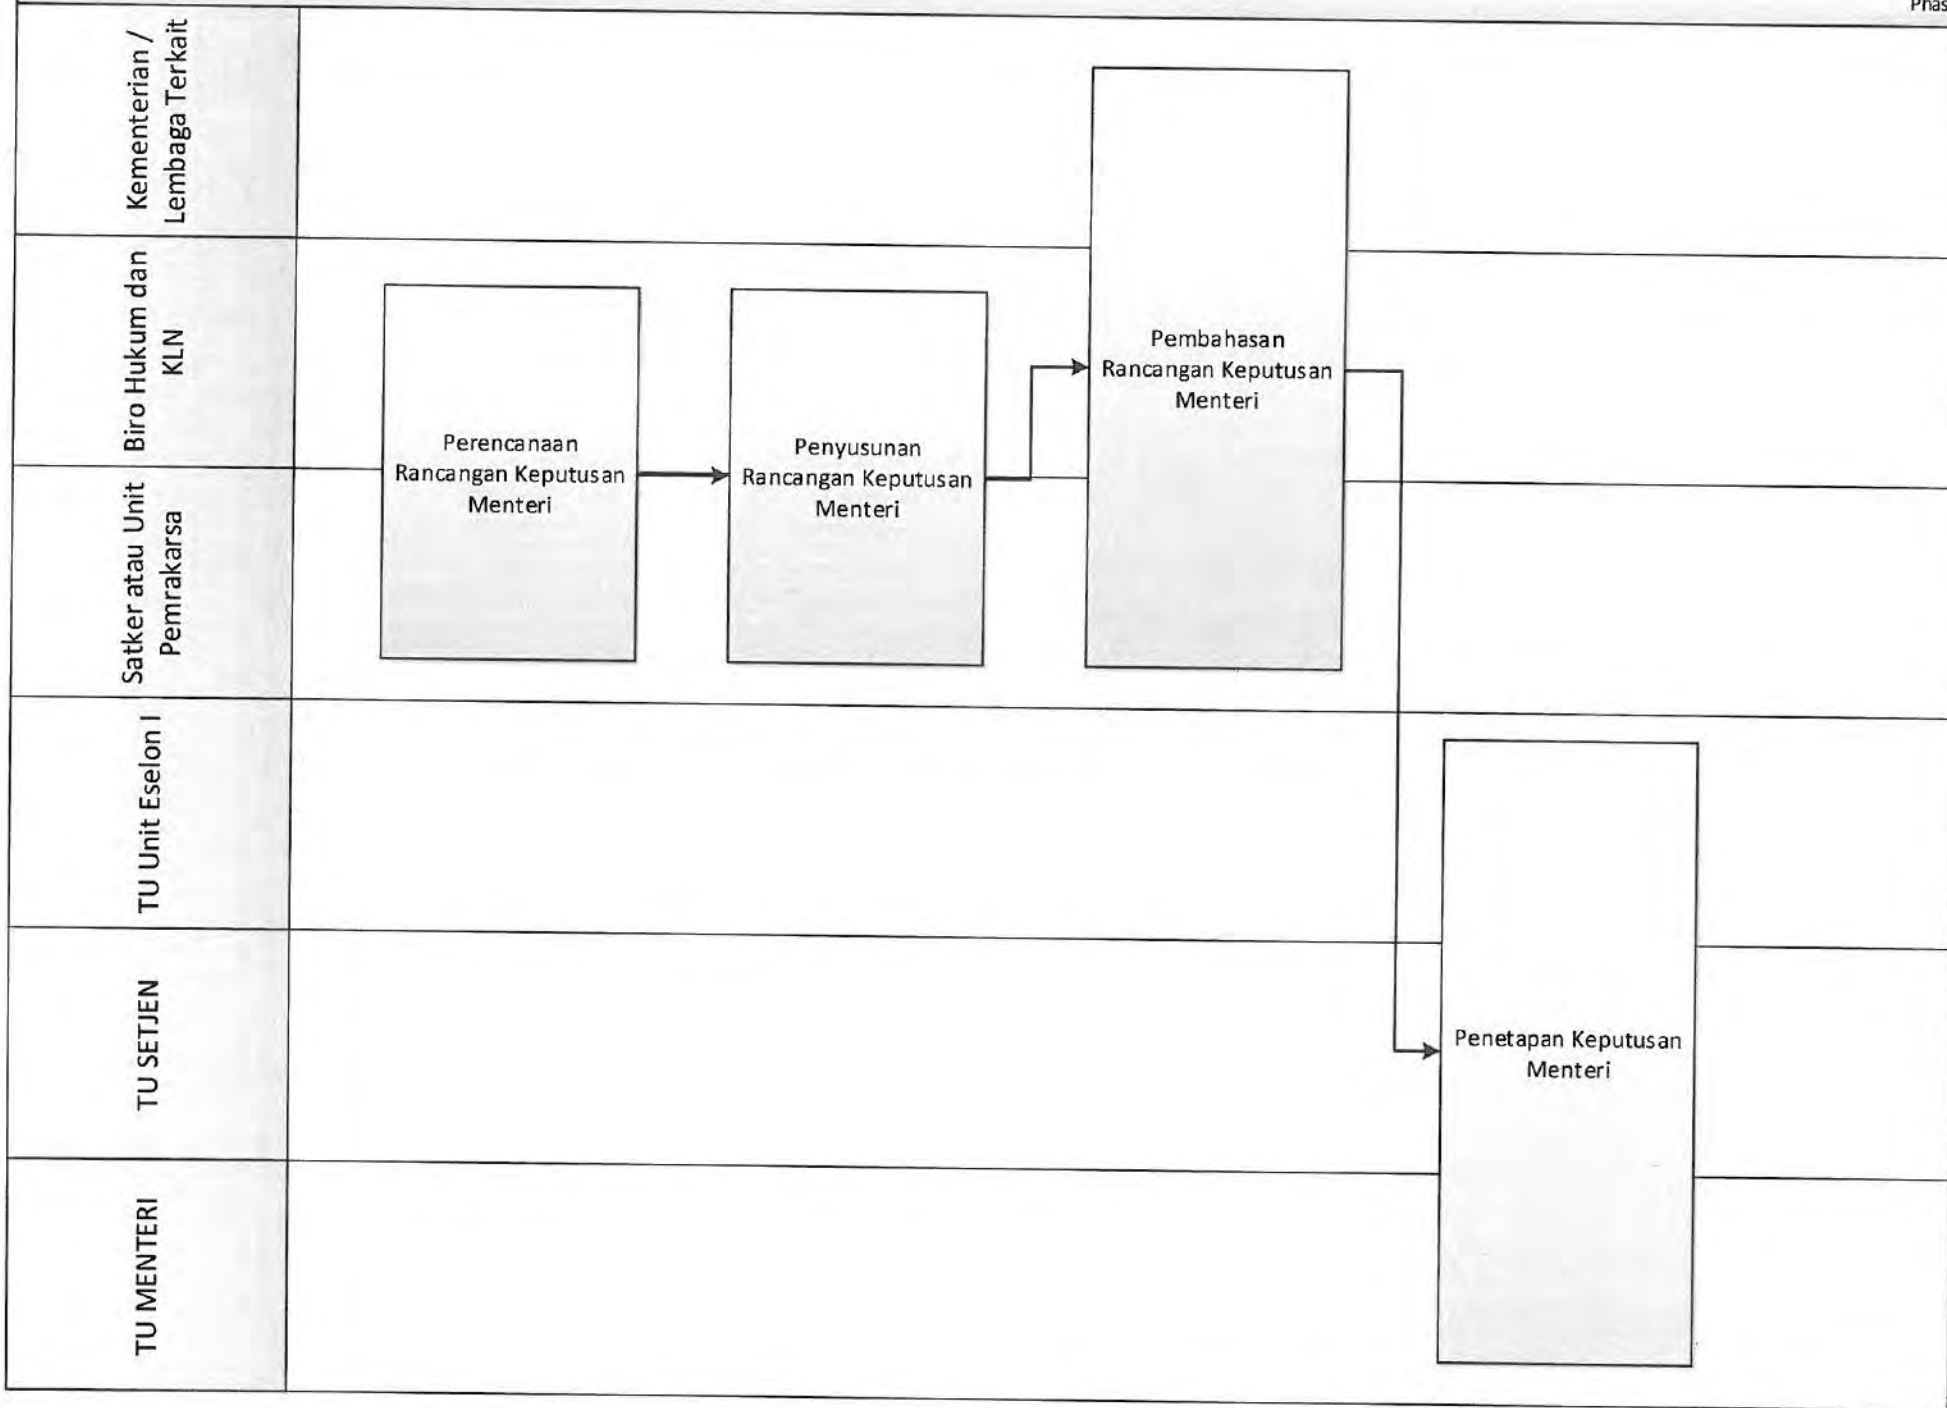 Phas
Kementerian /
Lembaga Terkait
Biro Hukum dan
KLN
Satker atau Unit
Pemrakarsa
TU Unit Eselon I
TU SETJEN
TU MENTERI
Perencanaan
Rancangan Keputusan
Menteri
Penyusunan
Rancangan Keputusan
Menteri
Pembahasan
Rancangan Keputusan
Menteri
Penetapan Keputusan
Menteri